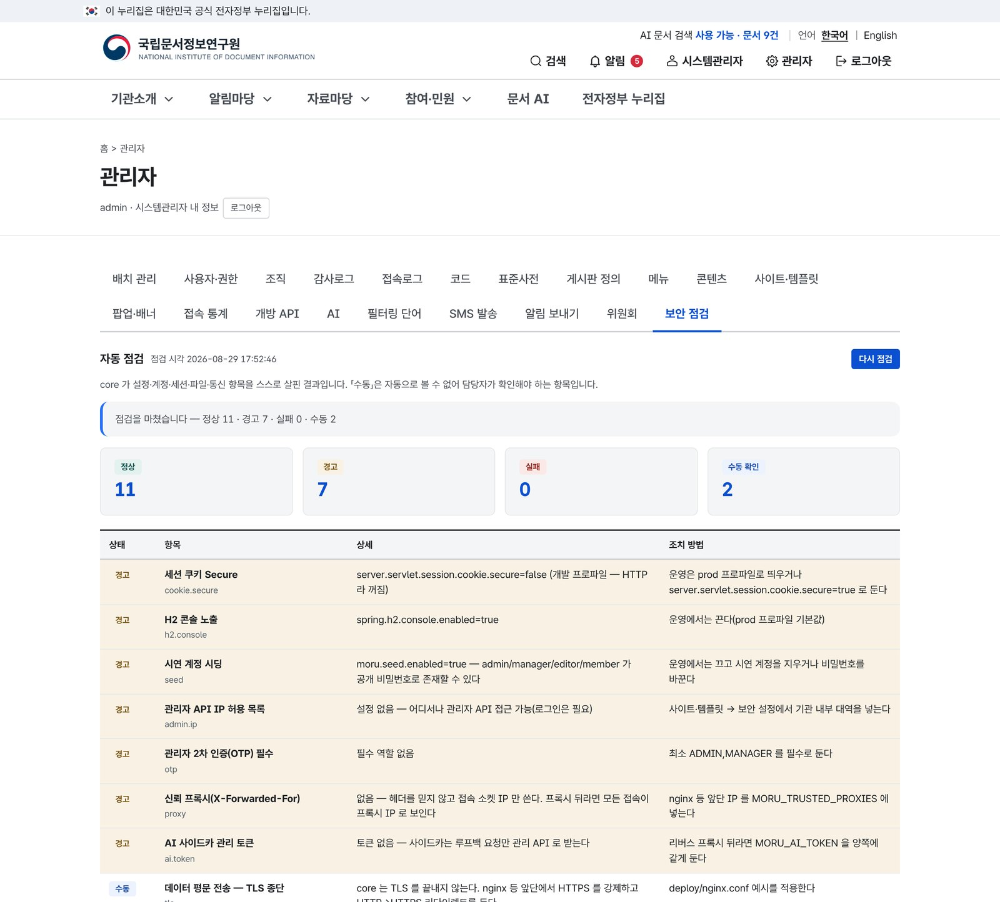 이 누리집은 대한민국 공식 전자정부 누리집입니다.
국립문서정보연구원
NATIONAL INSTITUTE OF DOCUMENT INFORMATION
AI 문서 검색 사용 가능 · 문서 9건 언어 한국어 English
검색 알림 5 시스템관리자 관리자 로그아웃
기관소개 알림마당 자료마당 참여·민원 문서 AI 전자정부 누리집
홈 > 관리자
관리자
admin · 시스템관리자 내 정보 로그아웃
배치 관리 사용자·권한 조직 감사로그 접속로그 코드 표준사전 게시판 정의 메뉴 콘텐츠 사이트·템플릿
팝업·배너 접속 통계 개방 API AI 필터링 단어 SMS 발송 알림 보내기 위원회 보안 점검
자동 점검 점검 시각 2026-08-29 17:52:46 다시 점검
core 가 설정·계정·세션·파일·통신 항목을 스스로 살핀 결과입니다. 「수동」은 자동으로 볼 수 없어 담당자가 확인해야 하는 항목입니다.
점검을 마쳤습니다 — 정상 11 · 경고 7 · 실패 0 · 수동 2
정상 경고 실패 수동 확인
11 7 0 2
상태 항목 상세 조치 방법
경고 세션 쿠키 Secure server.servlet.session.cookie.secure=false (개발 프로파일 — HTTP 운영은 prod 프로파일로 띄우거나
cookie.secure 라 꺼짐) server.servlet.session.cookie.secure=true 로 둔다
경고 H2 콘솔 노출 spring.h2.console.enabled=true 운영에서는 끈다(prod 프로파일 기본값)
h2.console
경고 시연 계정 시딩 moru.seed.enabled=true — admin/manager/editor/member 가 운영에서는 끄고 시연 계정을 지우거나 비밀번호를
seed 공개 비밀번호로 존재할 수 있다 바꾼다
경고 관리자 API IP 허용 목록 설정 없음 — 어디서나 관리자 API 접근 가능(로그인은 필요) 사이트·템플릿 → 보안 설정에서 기관 내부 대역을 넣는다
admin.ip
경고 관리자 2차 인증(OTP) 필수 필수 역할 없음 최소 ADMIN,MANAGER 를 필수로 둔다
otp
경고 신뢰 프록시(X-Forwarded-For) 없음 — 헤더를 믿지 않고 접속 소켓 IP 만 쓴다. 프록시 뒤라면 모든 접속이 nginx 등 앞단 IP 를 MORU_TRUSTED_PROXIES 에
proxy 프록시 IP 로 보인다 넣는다
경고 AI 사이드카 관리 토큰 토큰 없음 — 사이드카는 루프백 요청만 관리 API 로 받는다 리버스 프록시 뒤라면 MORU_AI_TOKEN 을 양쪽에
ai.token 같게 둔다
수동 데이터 평문 전송 — TLS 종단 core 는 TLS 를 끝내지 않는다. nginx 등 앞단에서 HTTPS 를 강제하고 deploy/nginx.conf 예시를 적용한다